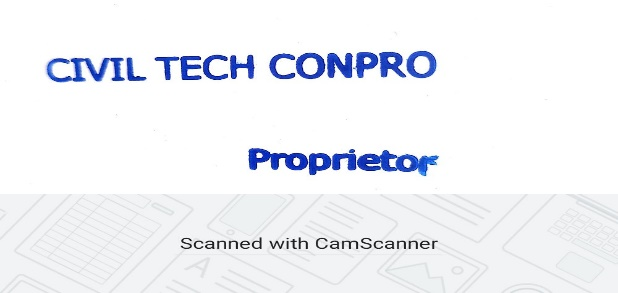 CIVIL TECH CONPRO
Proprietor
Scanned with CamScanner